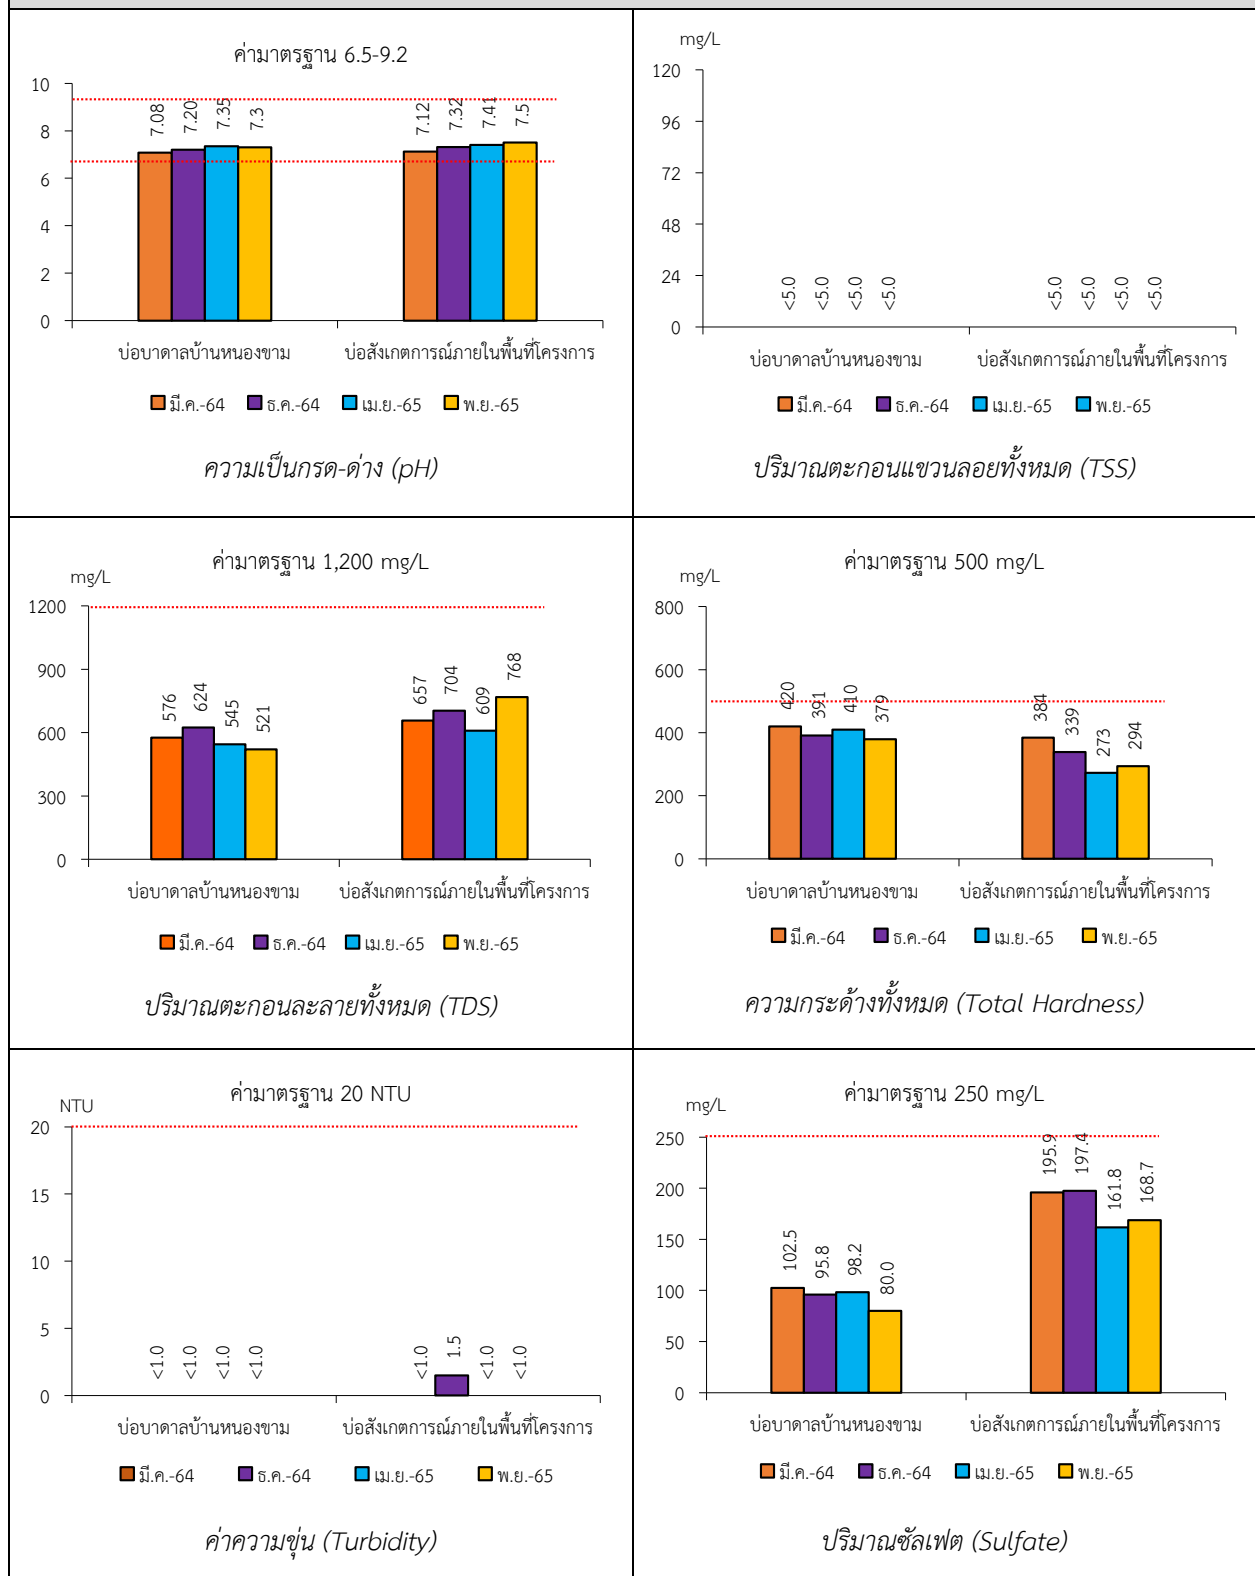 ค่ามาตรฐาน 6.5-9.2
10
8
6
4
2
0
7.08
7.20
7.35
7.3
7.12
7.32
7.41
7.5
บ่อบาดาลบ้านหนองขาม
บ่อสังเกตการณ์ภายในพื้นที่โครงการ
มี.ค.-64 ธ.ค.-64 เม.ย.-65 พ.ย.-65
ความเป็นกรด-ด่าง (pH)
mg/L
120
96
72
48
24
0
<5.0
<5.0
<5.0
<5.0
<5.0
<5.0
<5.0
<5.0
บ่อบาดาลบ้านหนองขาม
บ่อสังเกตการณ์ภายในพื้นที่โครงการ
มี.ค.-64 ธ.ค.-64 เม.ย.-65 พ.ย.-65
ปริมาณตะกอนแขวนลอยทั้งหมด (TSS)
ค่ามาตรฐาน 1,200 mg/L
mg/L
1200
900
600
300
0
576
624
545
521
657
704
609
768
บ่อบาดาลบ้านหนองขาม
บ่อสังเกตการณ์ภายในพื้นที่โครงการ
มี.ค.-64 ธ.ค.-64 เม.ย.-65 พ.ย.-65
ปริมาณตะกอนละลายทั้งหมด (TDS)
ค่ามาตรฐาน 500 mg/L
mg/L
800
600
400
200
0
420
391
410
379
384
339
273
294
บ่อบาดาลบ้านหนองขาม
บ่อสังเกตการณ์ภายในพื้นที่โครงการ
มี.ค.-64 ธ.ค.-64 เม.ย.-65 พ.ย.-65
ความกระด้างทั้งหมด (Total Hardness)
ค่ามาตรฐาน 20 NTU
NTU
20
15
10
5
0
<1.0
<1.0
<1.0
<1.0
<1.0
1.5
<1.0
<1.0
บ่อบาดาลบ้านหนองขาม
บ่อสังเกตการณ์ภายในพื้นที่โครงการ
มี.ค.-64 ธ.ค.-64 เม.ย.-65 พ.ย.-65
ค่าความขุ่น (Turbidity)
ค่ามาตรฐาน 250 mg/L
mg/L
250
200
150
100
50
0
102.5
95.8
98.2
80.0
195.9
197.4
161.8
168.7
บ่อบาดาลบ้านหนองขาม
บ่อสังเกตการณ์ภายในพื้นที่โครงการ
มี.ค.-64 ธ.ค.-64 เม.ย.-65 พ.ย.-65
ปริมาณซัลเฟต (Sulfate)